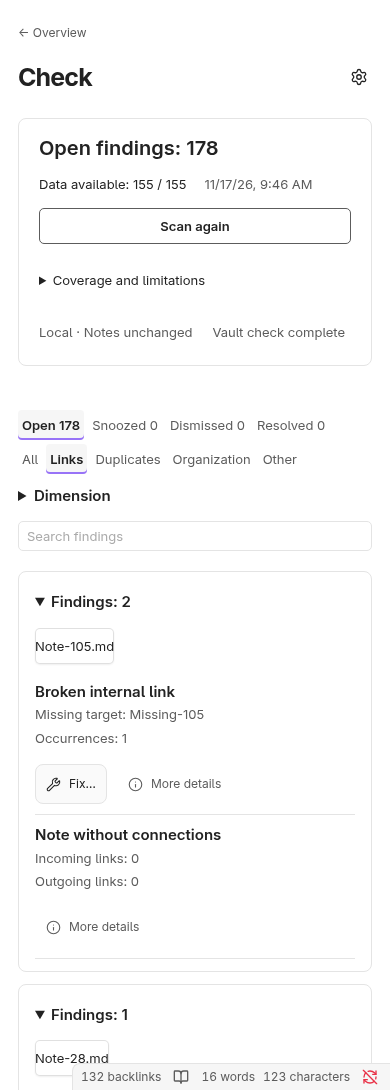 ← Overview
Check
Open findings: 178
Data available: 155 / 155 11/17/26, 9:46 AM
Scan again
Coverage and limitations
Local · Notes unchanged Vault check complete
Open 178 Snoozed 0 Dismissed 0 Resolved 0
All Links Duplicates Organization Other
Dimension
Search findings
Findings: 2
Note-105.md
Broken internal link
Missing target: Missing-105
Occurrences: 1
Fix... More details
Note without connections
Incoming links: 0
Outgoing links: 0
More details
Findings: 1
Note-28.md
132 backlinks 16 words 123 characters